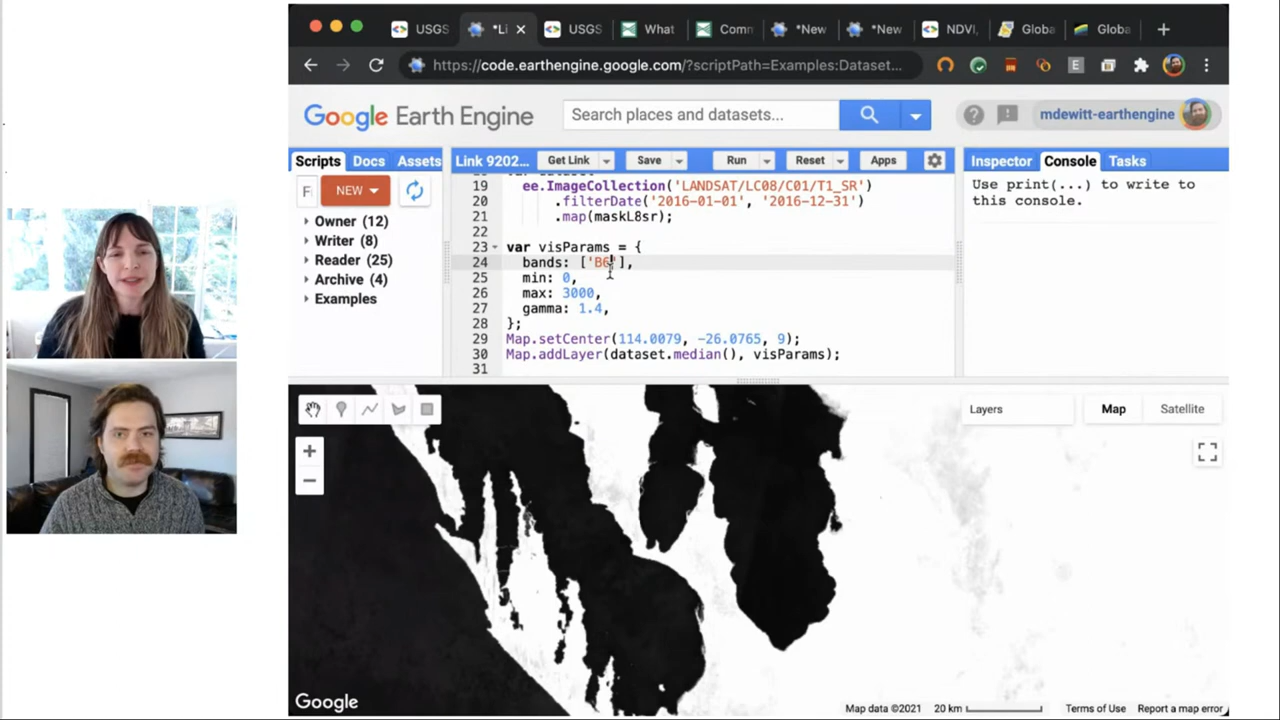 USGS
*Li
USGS
What
Comm
*New
*New
NDVI,
Globa
Globa
https://code.earthengine.google.com/?scriptPath=Examples:Dataset...
Google Earth Engine
Search places and datasets...
mdewitt-earthengine
Scripts Docs Assets
NEW
Owner (12)
Writer (8)
Reader (25)
Archive (4)
Examples
Link 9202...
Get Link
Save
Run
Reset
Apps
19 ee.ImageCollection('LANDSAT/LC08/C01/T1_SR')
20 .filterDate('2016-01-01', '2016-12-31')
21 .map(maskL8sr);
22
23 var visParams = {
24 bands: ['B6'],
25 min: 0,
26 max: 3000,
27 gamma: 1.4,
28 };
29 Map.setCenter(114.0079, -26.0765, 9);
30 Map.addLayer(dataset.median(), visParams);
31
Inspector Console Tasks
Use print(...) to write to
this console.
Layers
Map
Satellite
Google
Map data ©2021
20 km
Terms of Use
Report a map error